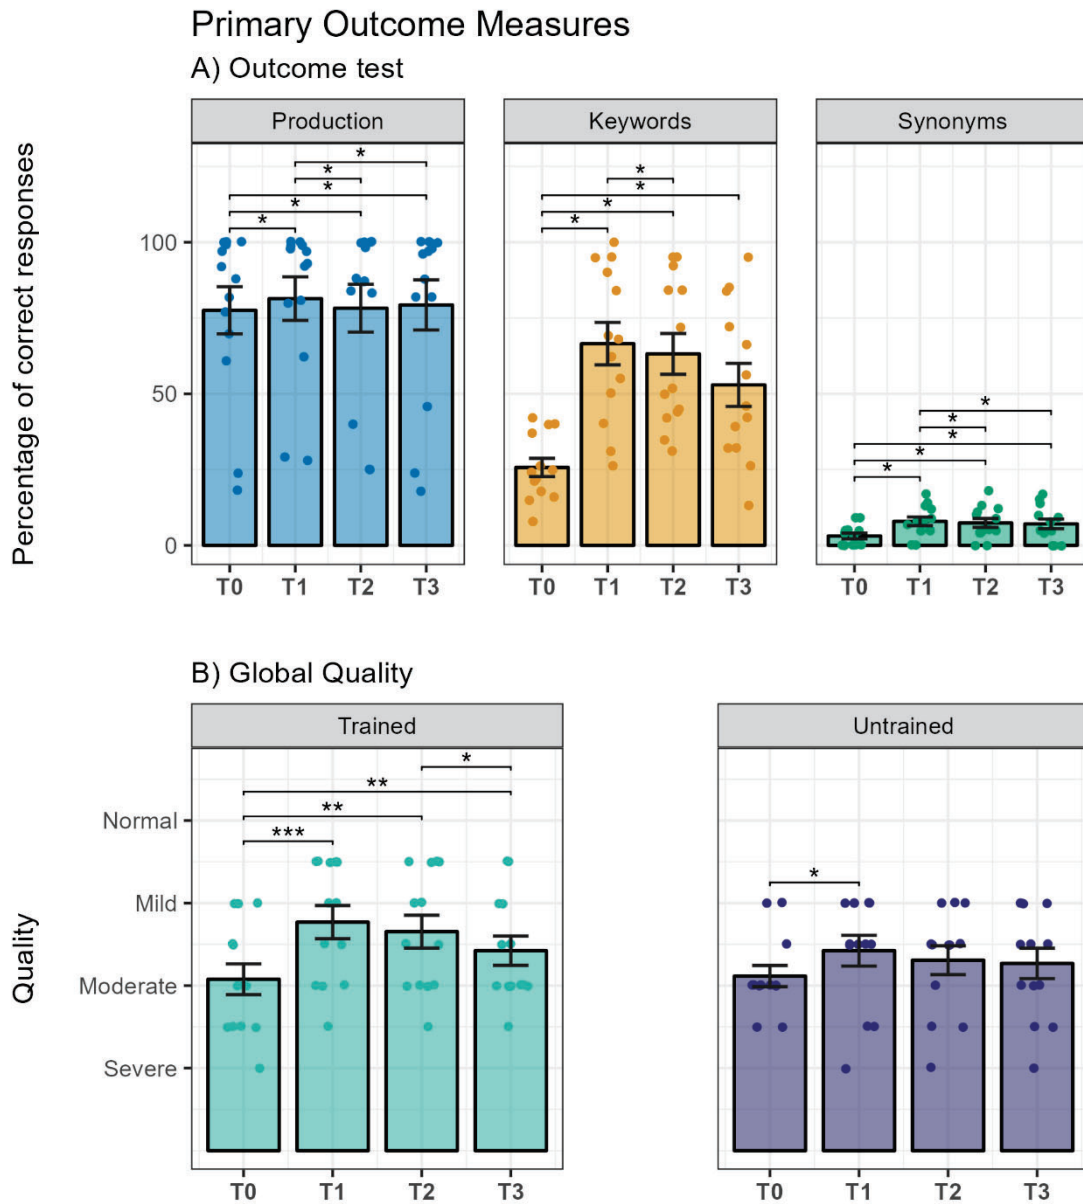 Primary Outcome Measures
A) Outcome test
Production
Keywords
Synonyms
Percentage of correct responses
100
50
0
* * * * *
* * * *
* * * * *
T0 T1 T2 T3
T0 T1 T2 T3
T0 T1 T2 T3
B) Global Quality
Trained
Untrained
Quality
Normal
Mild
Moderate
Severe
*
**
**
***
*
T0 T1 T2 T3
T0 T1 T2 T3